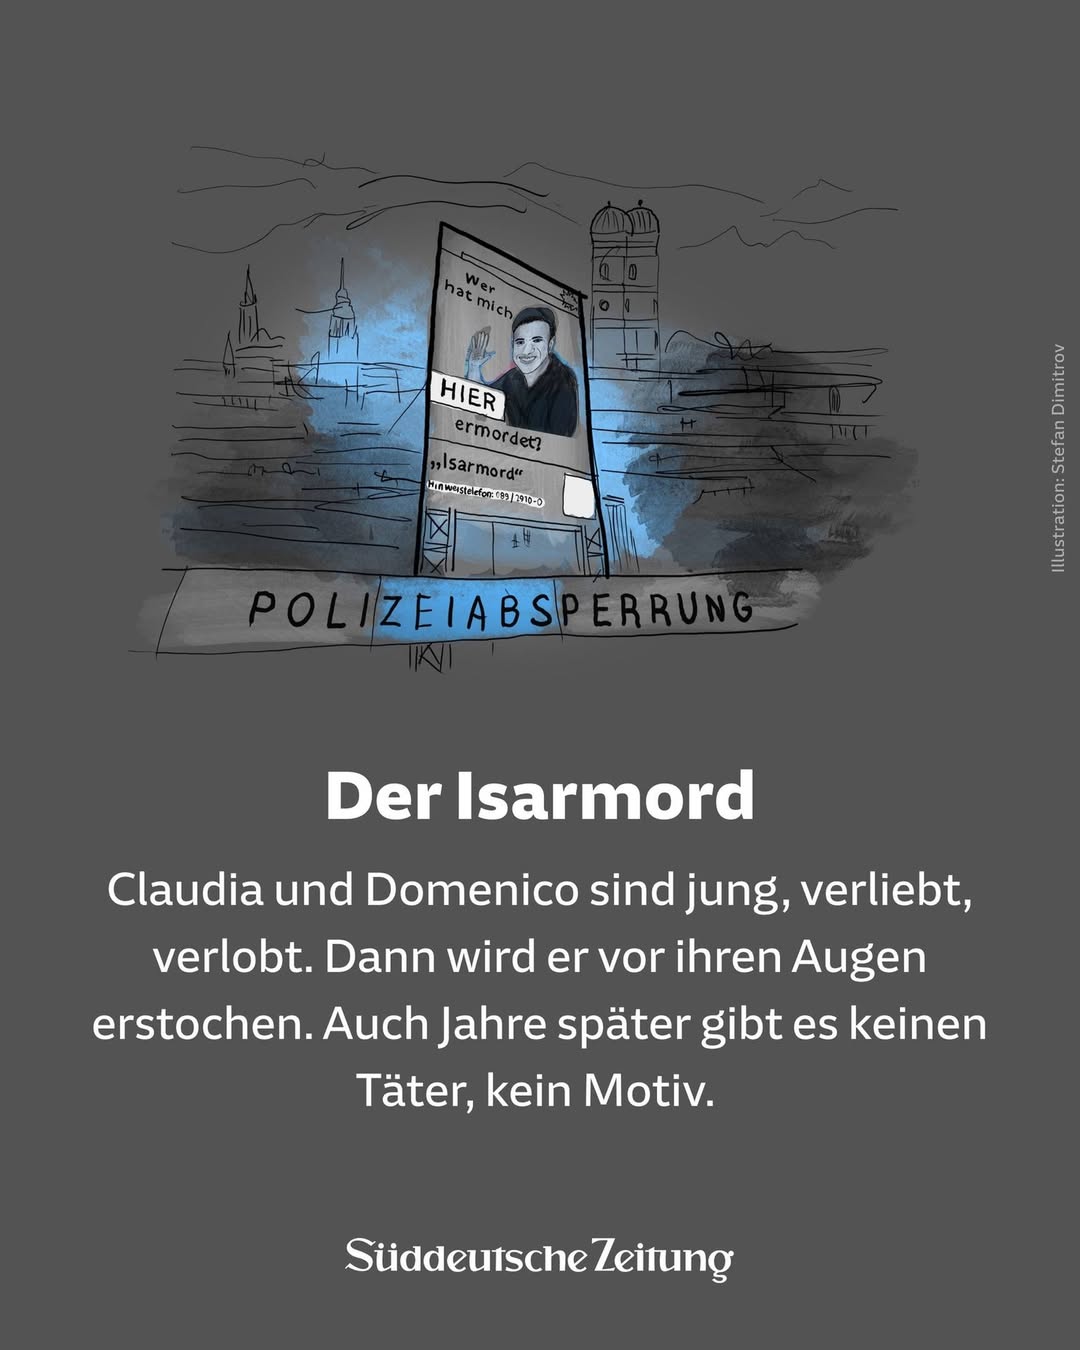 Wer
hat mich
HIER
ermordet?
„Isarmord“
Hinweistelefon: 089/2910-0
POLIZEIABSPERRUNG
Illustration: Stefan Dimitrov
Der Isarmord
Claudia und Domenico sind jung, verliebt,
verlobt. Dann wird er vor ihren Augen
erstochen. Auch Jahre später gibt es keinen
Täter, kein Motiv.
Süddeutsche Zeitung